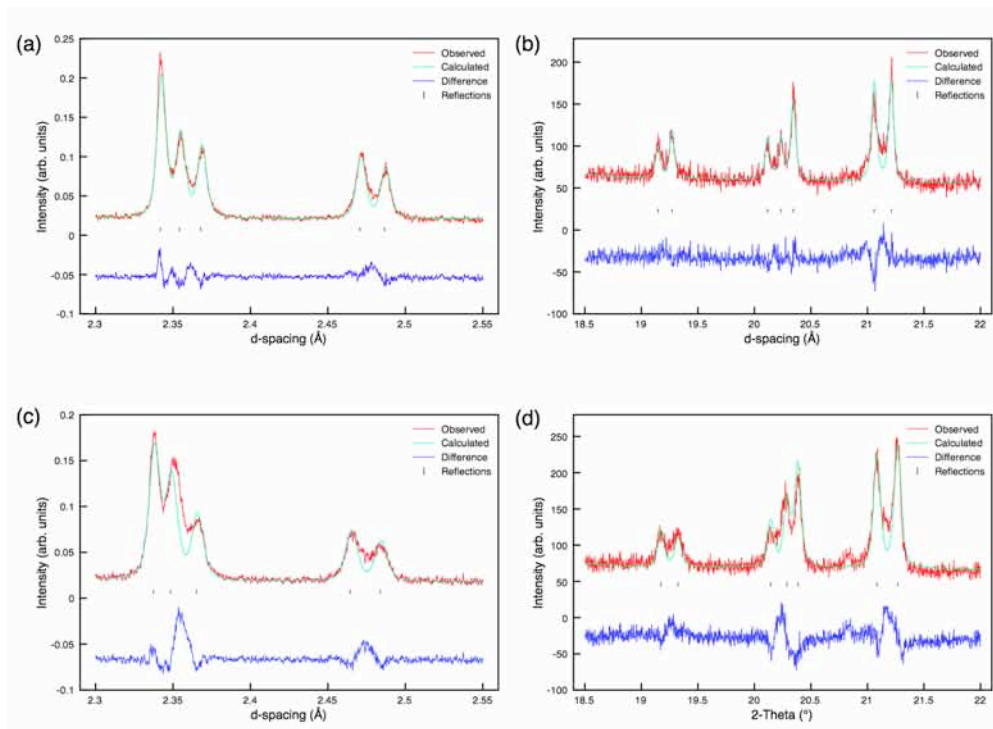 (a)
0.25
0.2
0.15
0.1
0.05
0
-0.05
-0.1
Intensity (arb. units)
Observed
Calculated
Difference
Reflections
2.3 2.35 2.4 2.45 2.5 2.55
d-spacing (Å)
(b)
200
150
100
50
0
-50
-100
Intensity (arb. units)
Observed
Calculated
Difference
Reflections
18.5 19 19.5 20 20.5 21 21.5 22
d-spacing (Å)
(c)
0.2
0.15
0.1
0.05
0
-0.05
-0.1
Intensity (arb. units)
Observed
Calculated
Difference
Reflections
2.3 2.35 2.4 2.45 2.5 2.55
d-spacing (Å)
(d)
250
200
150
100
50
0
-50
-100
Intensity (arb. units)
Observed
Calculated
Difference
Reflections
18.5 19 19.5 20 20.5 21 21.5 22
2-Theta (°)